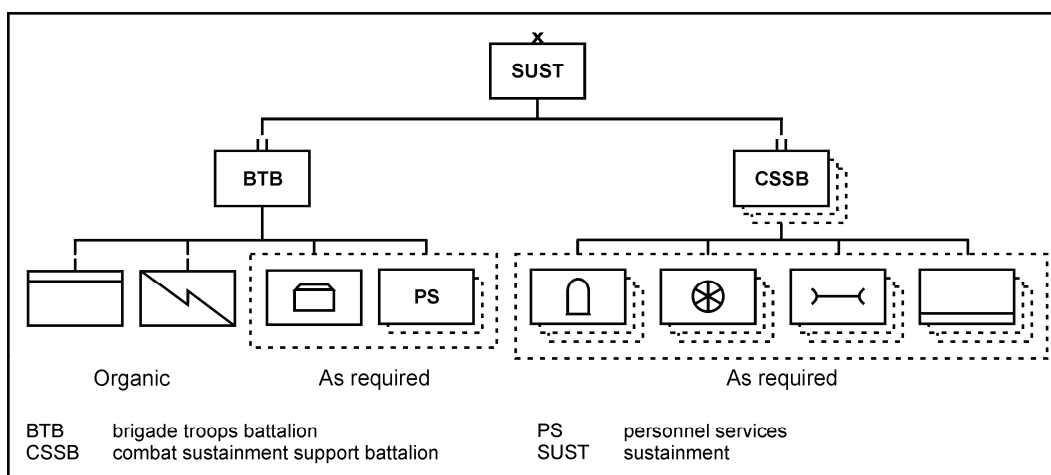 x
SUST
BTB
CSSB
PS
Organic
As required
As required
BTB brigade troops battalion
CSSB combat sustainment support battalion
PS personnel services
SUST sustainment